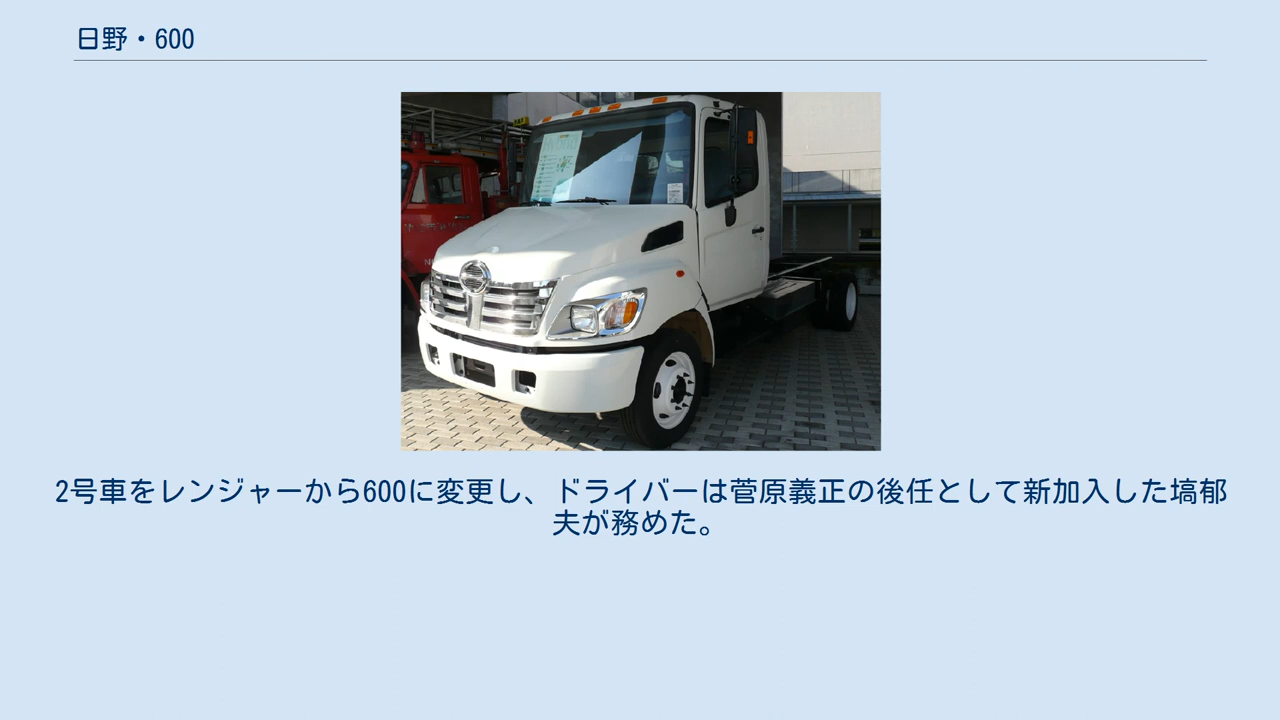 日野・600
2号車をレンジャーから600に変更し、ドライバーは菅原義正の後任として新加入した塙郁
夫が務めた。